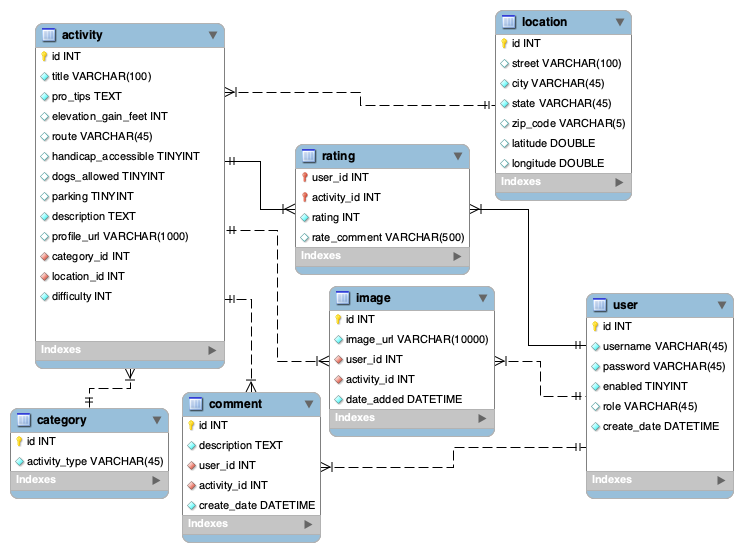 activity
id INT
title VARCHAR(100)
pro_tips TEXT
elevation_gain_feet INT
route VARCHAR(45)
handicap_accessible TINYINT
dogs_allowed TINYINT
parking TINYINT
description TEXT
profile_url VARCHAR(1000)
category_id INT
location_id INT
difficulty INT
Indexes
location
id INT
street VARCHAR(100)
city VARCHAR(45)
state VARCHAR(45)
zip_code VARCHAR(5)
latitude DOUBLE
longitude DOUBLE
Indexes
rating
user_id INT
activity_id INT
rating INT
rate_comment VARCHAR(500)
Indexes
image
id INT
image_url VARCHAR(10000)
user_id INT
activity_id INT
date_added DATETIME
Indexes
user
id INT
username VARCHAR(45)
password VARCHAR(45)
enabled TINYINT
role VARCHAR(45)
create_date DATETIME
Indexes
category
id INT
activity_type VARCHAR(45)
Indexes
comment
id INT
description TEXT
user_id INT
activity_id INT
create_date DATETIME
Indexes